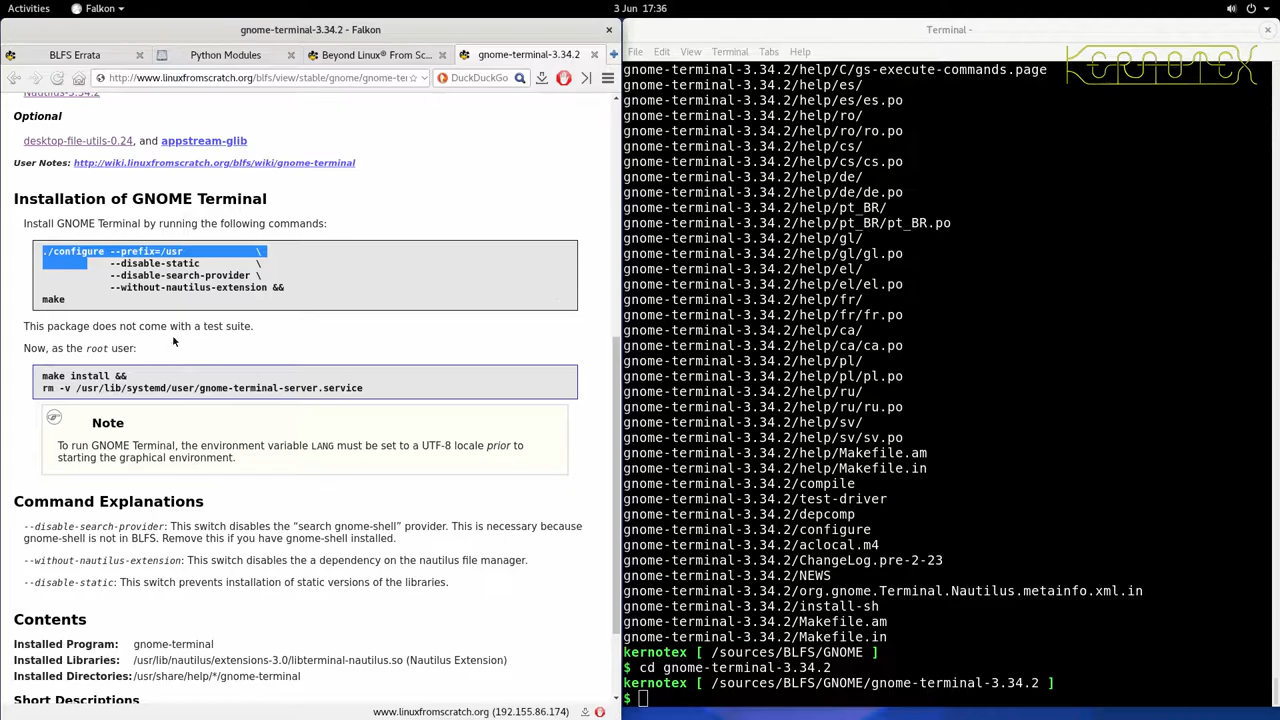 Activities
Falkon
3 Jun 17:36
gnome-terminal-3.34.2 - Falkon
BLFS Errata
Python Modules
Beyond Linux® From Sc...
gnome-terminal-3.34.2
http://www.linuxfromscratch.org/blfs/view/stable/gnome/gnome-ter
DuckDuckGo
Nautilus-3.34.2
Optional
desktop-file-utils-0.24, and appstream-glib
User Notes: http://wiki.linuxfromscratch.org/blfs/wiki/gnome-terminal
Installation of GNOME Terminal
Install GNOME Terminal by running the following commands:
./configure --prefix=/usr \
--disable-static \
--disable-search-provider \
--without-nautilus-extension &&
make
This package does not come with a test suite.
Now, as the root user:
make install &&
rm -v /usr/lib/systemd/user/gnome-terminal-server.service
Note
To run GNOME Terminal, the environment variable LANG must be set to a UTF-8 locale prior to
starting the graphical environment.
Command Explanations
--disable-search-provider: This switch disables the “search gnome-shell” provider. This is necessary because
gnome-shell is not in BLFS. Remove this if you have gnome-shell installed.
--without-nautilus-extension: This switch disables the a dependency on the nautilus file manager.
--disable-static: This switch prevents installation of static versions of the libraries.
Contents
Installed Program: gnome-terminal
Installed Libraries: /usr/lib/nautilus/extensions-3.0/libterminal-nautilus.so (Nautilus Extension)
Installed Directories: /usr/share/help/*/gnome-terminal
Short Descriptions
www.linuxfromscratch.org (192.155.86.174)
Terminal -
File Edit View Terminal Tabs Help
KERNOTEX
gnome-terminal-3.34.2/help/C/gs-execute-commands.page
gnome-terminal-3.34.2/help/es/
gnome-terminal-3.34.2/help/es/es.po
gnome-terminal-3.34.2/help/ro/
gnome-terminal-3.34.2/help/ro/ro.po
gnome-terminal-3.34.2/help/cs/
gnome-terminal-3.34.2/help/cs/cs.po
gnome-terminal-3.34.2/help/de/
gnome-terminal-3.34.2/help/de/de.po
gnome-terminal-3.34.2/help/pt_BR/
gnome-terminal-3.34.2/help/pt_BR/pt_BR.po
gnome-terminal-3.34.2/help/gl/
gnome-terminal-3.34.2/help/gl/gl.po
gnome-terminal-3.34.2/help/el/
gnome-terminal-3.34.2/help/el/el.po
gnome-terminal-3.34.2/help/fr/
gnome-terminal-3.34.2/help/fr/fr.po
gnome-terminal-3.34.2/help/ca/
gnome-terminal-3.34.2/help/ca/ca.po
gnome-terminal-3.34.2/help/pl/
gnome-terminal-3.34.2/help/pl/pl.po
gnome-terminal-3.34.2/help/ru/
gnome-terminal-3.34.2/help/ru/ru.po
gnome-terminal-3.34.2/help/sv/
gnome-terminal-3.34.2/help/sv/sv.po
gnome-terminal-3.34.2/help/Makefile.am
gnome-terminal-3.34.2/help/Makefile.in
gnome-terminal-3.34.2/compile
gnome-terminal-3.34.2/test-driver
gnome-terminal-3.34.2/depcomp
gnome-terminal-3.34.2/configure
gnome-terminal-3.34.2/aclocal.m4
gnome-terminal-3.34.2/ChangeLog.pre-2-23
gnome-terminal-3.34.2/NEWS
gnome-terminal-3.34.2/org.gnome.Terminal.Nautilus.metainfo.xml.in
gnome-terminal-3.34.2/install-sh
gnome-terminal-3.34.2/Makefile.am
gnome-terminal-3.34.2/Makefile.in
kernotex [ /sources/BLFS/GNOME ]
$ cd gnome-terminal-3.34.2
kernotex [ /sources/BLFS/GNOME/gnome-terminal-3.34.2 ]
$